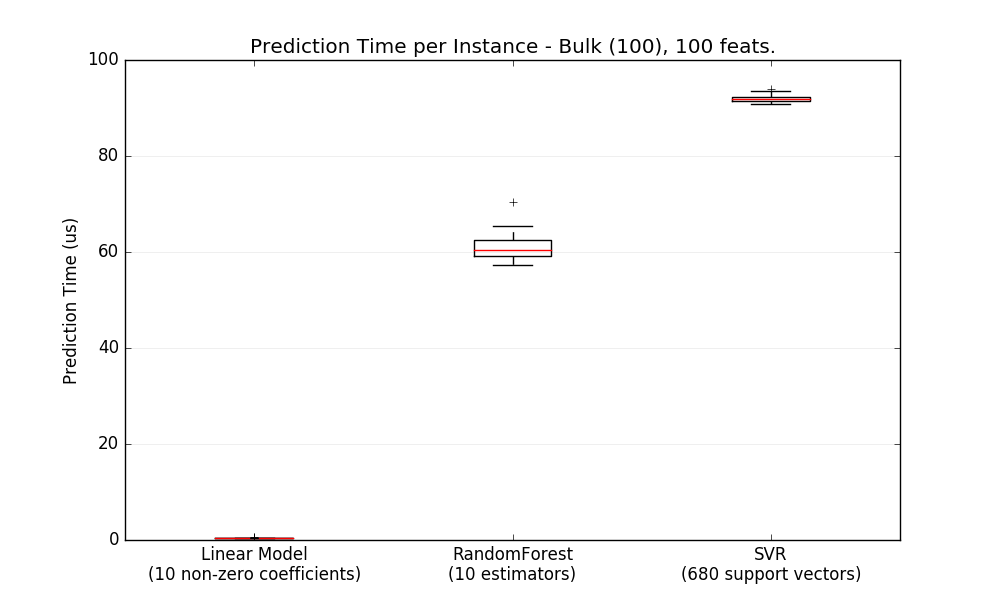 Prediction Time per Instance - Bulk (100), 100 feats.
100
80
60
40
20
0
Prediction Time (us)
Linear Model
(10 non-zero coefficients)
RandomForest
(10 estimators)
SVR
(680 support vectors)